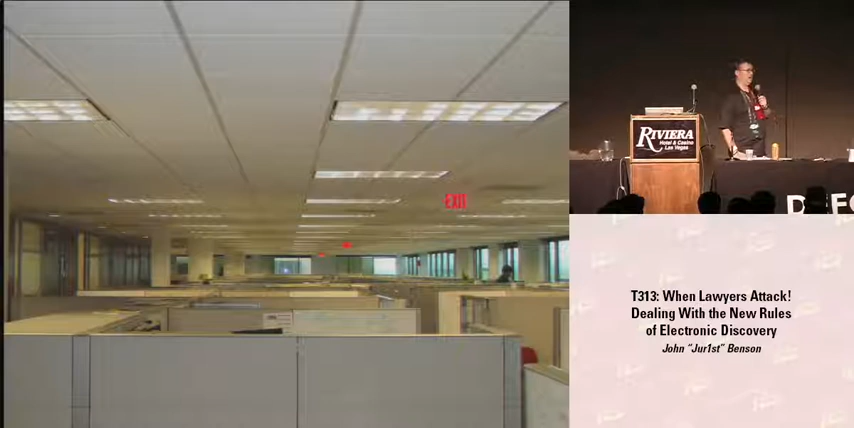 EXIT
RIVIERA
Hotel & Casino
Las Vegas
DEFC
T313: When Lawyers Attack!
Dealing With the New Rules
of Electronic Discovery
John "Jur1st" Benson